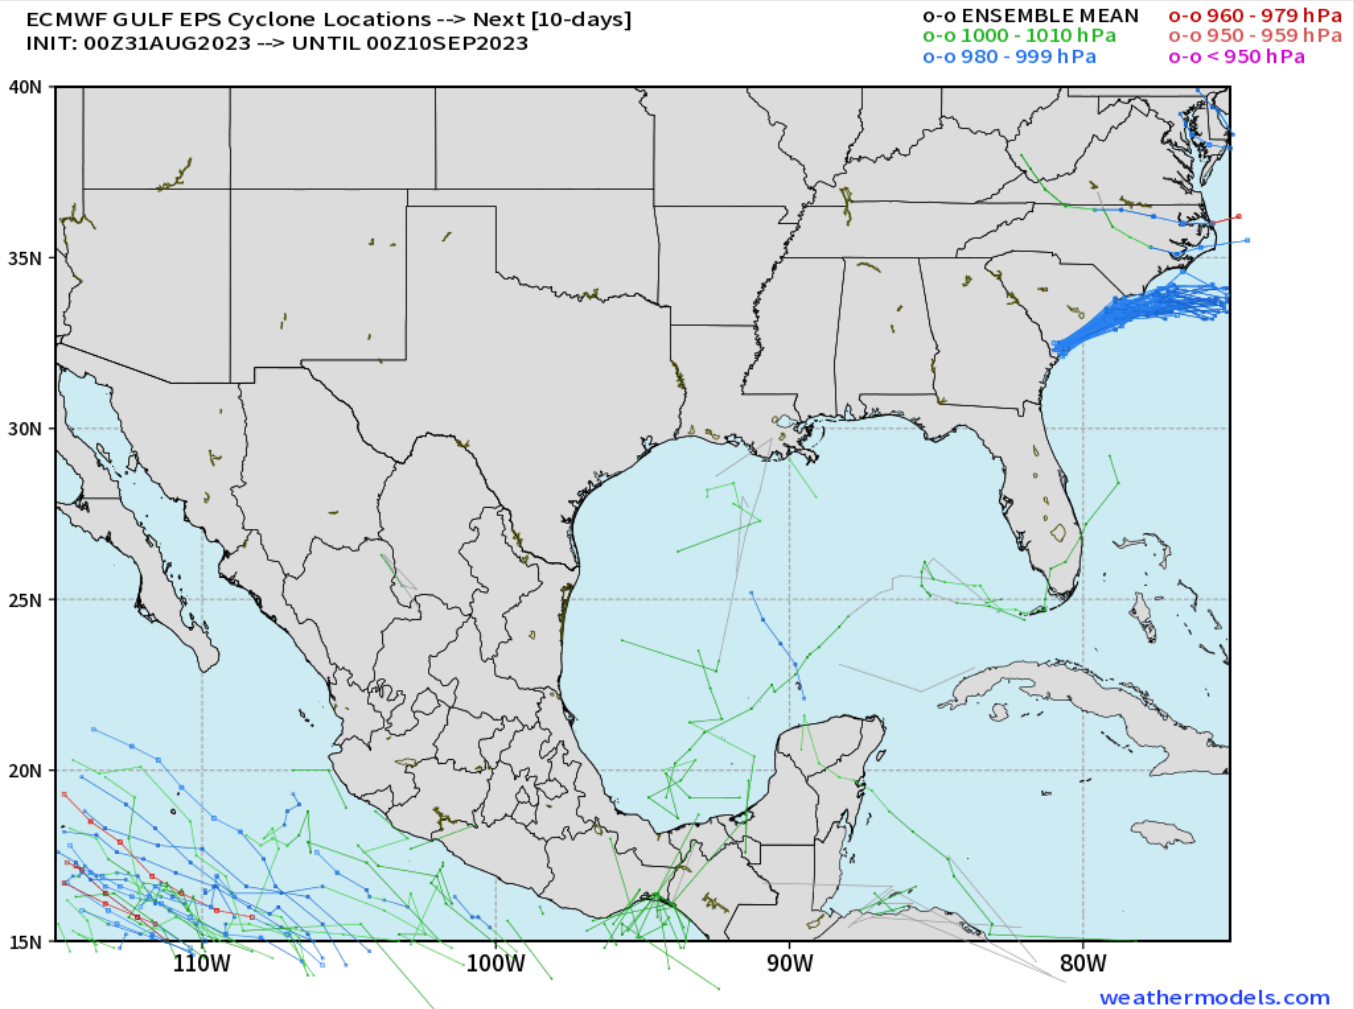 ECMWF GULF EPS Cyclone Locations --> Next [10-days]
INIT: 00Z31AUG2023 --> UNTIL 00Z10SEP2023
o-o ENSEMBLE MEAN
o-o 960 - 979 hPa
o-o 1000 - 1010 hPa
o-o 950 - 959 hPa
o-o 980 - 999 hPa
o-o < 950 hPa
40N
35N
30N
25N
20N
15N
110W
100W
90W
80W
weathermodels.com